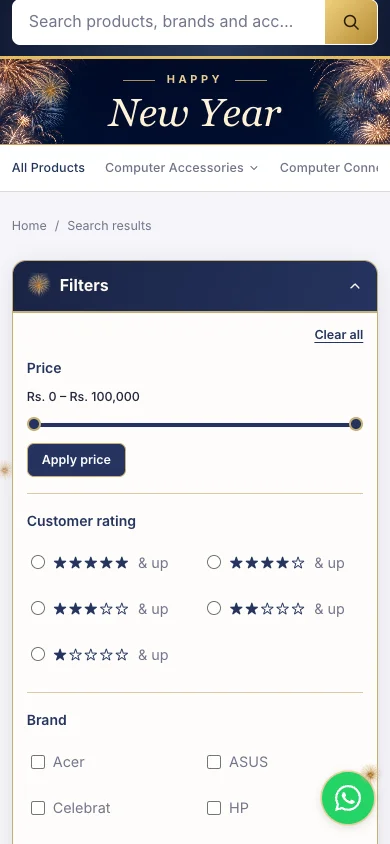 Search products, brands and acc...
HAPPY
New Year
All Products Computer Accessories Computer Conne
Home / Search results
Filters
Clear all
Price
Rs. 0 – Rs. 100,000
Apply price
Customer rating
★★★★★ & up ★★★★☆ & up
★★★☆☆ & up ★★☆☆☆ & up
★☆☆☆☆ & up
Brand
Acer ASUS
Celebrat HP